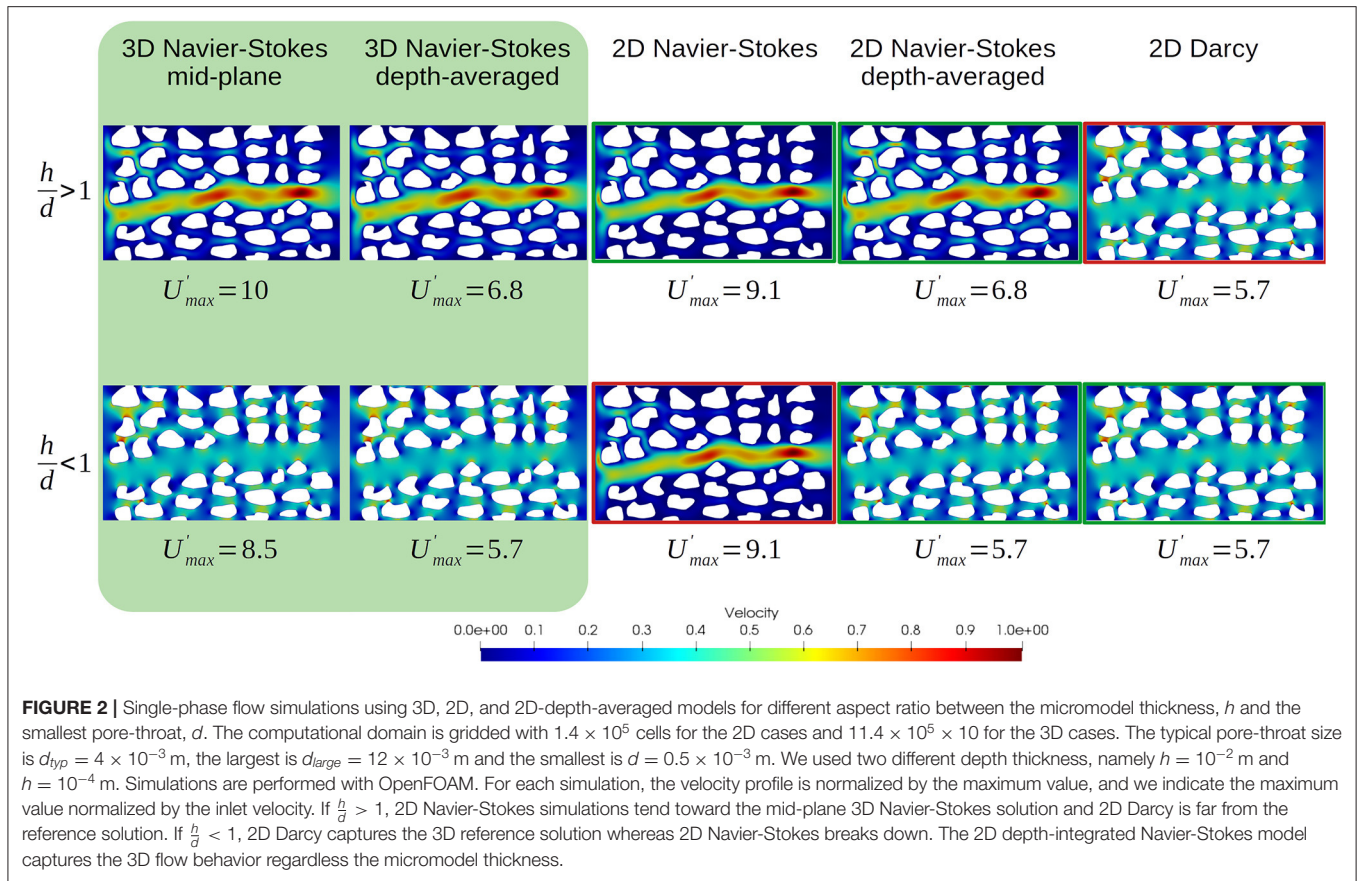 3D Navier-Stokes
mid-plane
3D Navier-Stokes
depth-averaged
2D Navier-Stokes
2D Navier-Stokes
depth-averaged
2D Darcy
h/d > 1
U'max = 10
U'max = 6.8
U'max = 9.1
U'max = 6.8
U'max = 5.7
h/d < 1
U'max = 8.5
U'max = 5.7
U'max = 9.1
U'max = 5.7
U'max = 5.7
Velocity
0.0e+00 0.1 0.2 0.3 0.4 0.5 0.6 0.7 0.8 0.9 1.0e+00
FIGURE 2 | Single-phase flow simulations using 3D, 2D, and 2D-depth-averaged models for different aspect ratio between the micromodel thickness, h and the
smallest pore-throat, d. The computational domain is gridded with 1.4 × 10⁵ cells for the 2D cases and 11.4 × 10⁵ × 10 for the 3D cases. The typical pore-throat size
is dtyp = 4 × 10⁻³ m, the largest is dlarge = 12 × 10⁻³ m and the smallest is d = 0.5 × 10⁻³ m. We used two different depth thickness, namely h = 10⁻² m and
h = 10⁻⁴ m. Simulations are performed with OpenFOAM. For each simulation, the velocity profile is normalized by the maximum value, and we indicate the maximum
value normalized by the inlet velocity. If h/d > 1, 2D Navier-Stokes simulations tend toward the mid-plane 3D Navier-Stokes solution and 2D Darcy is far from the
reference solution. If h/d < 1, 2D Darcy captures the 3D reference solution whereas 2D Navier-Stokes breaks down. The 2D depth-integrated Navier-Stokes model
captures the 3D flow behavior regardless the micromodel thickness.